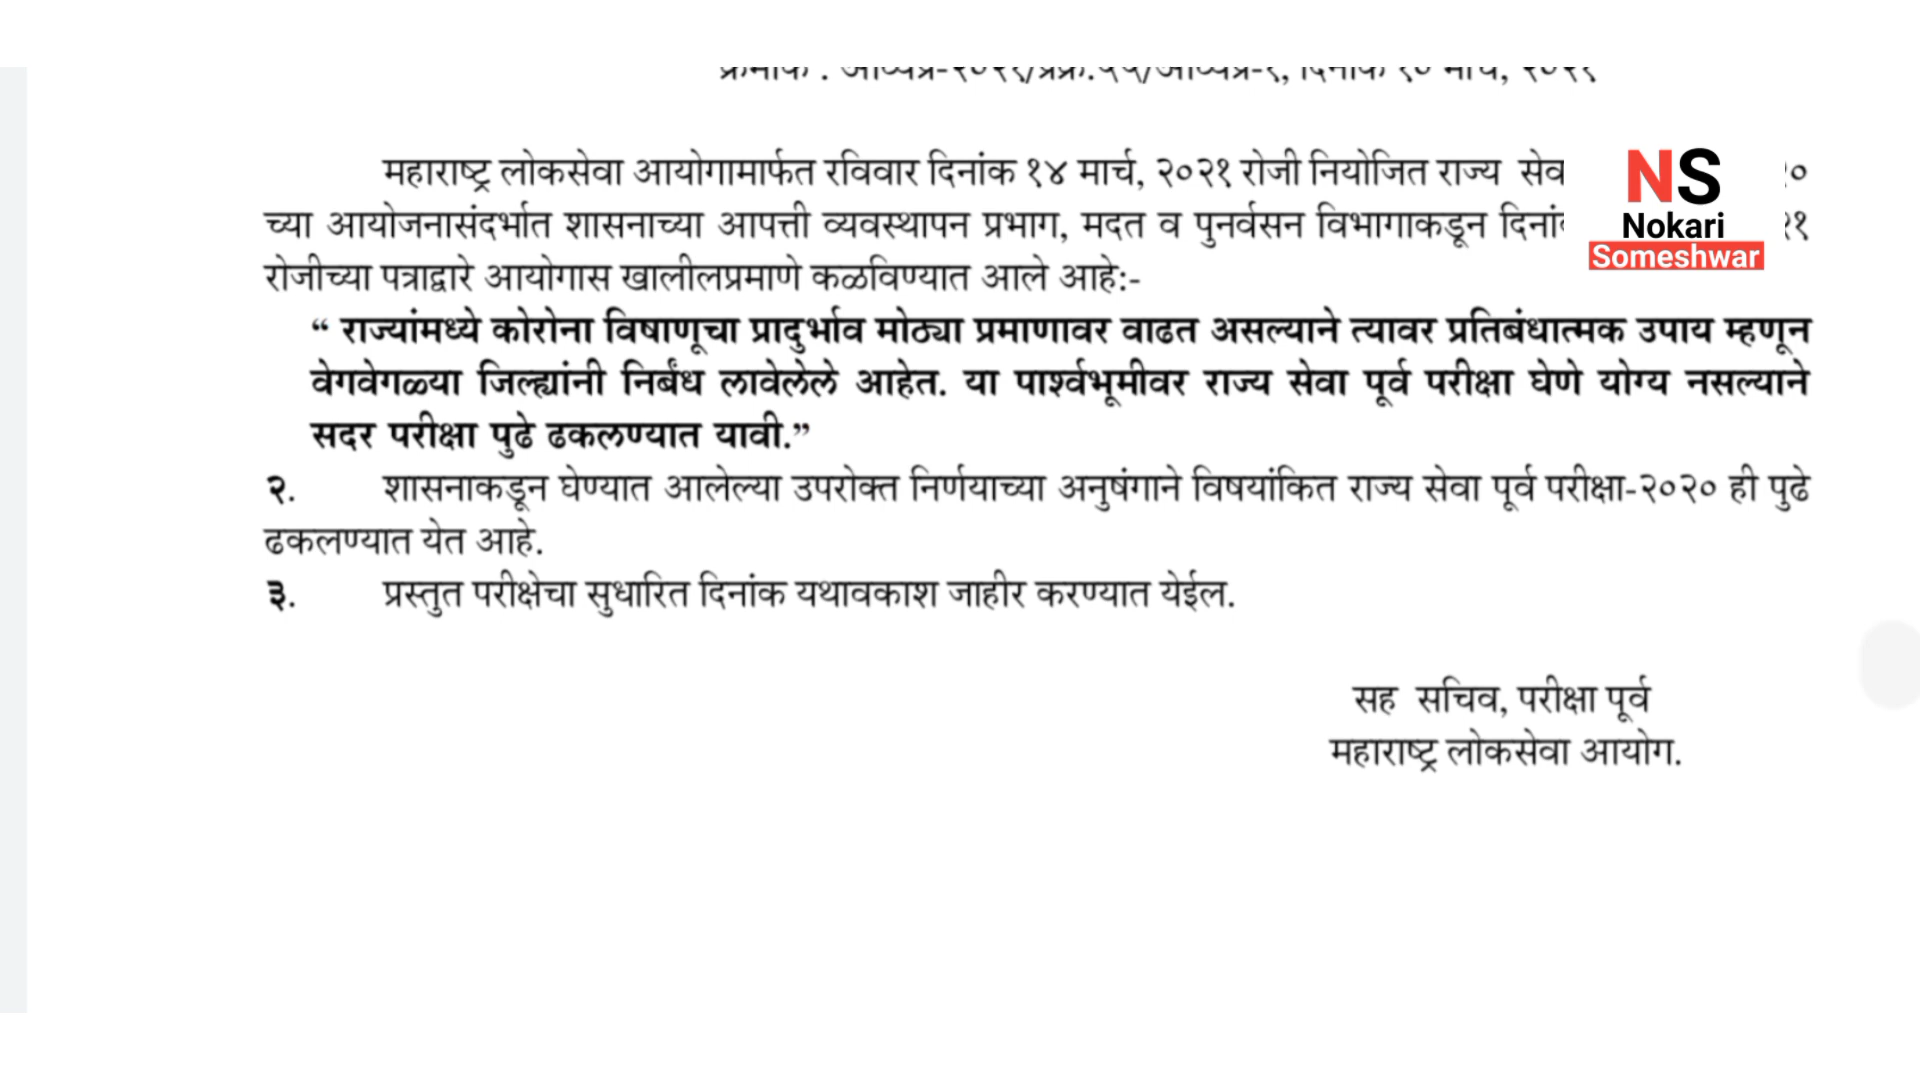 महाराष्ट्र लोकसेवा आयोगामार्फत रविवार दिनांक १४ मार्च, २०२१ रोजी नियोजित राज्य सेव
च्या आयोजनासंदर्भात शासनाच्या आपत्ती व्यवस्थापन प्रभाग, मदत व पुनर्वसन विभागाकडून
रोजीच्या पत्राद्वारे आयोगास खालीलप्रमाणे कळविण्यात आले आहे:-
“ राज्यांमध्ये कोरोना विषाणूचा प्रादुर्भाव मोठ्या प्रमाणावर वाढत असल्याने त्यावर प्रतिबंधात्मक उपाय म्हणून
वेगवेगळ्या जिल्ह्यांनी निर्बंध लावेलेले आहेत. या पार्श्वभूमीवर राज्य सेवा पूर्व परीक्षा घेणे योग्य नसल्याने
सदर परीक्षा पुढे ढकलण्यात यावी.”
२. शासनाकडून घेण्यात आलेल्या उपरोक्त निर्णयाच्या अनुषंगाने विषयांकित राज्य सेवा पूर्व परीक्षा-२०२० ही पुढे
ढकलण्यात येत आहे.
३. प्रस्तुत परीक्षेचा सुधारित दिनांक यथावकाश जाहीर करण्यात येईल.
सह सचिव, परीक्षा पूर्व
महाराष्ट्र लोकसेवा आयोग.
NS
Nokari
Someshwar